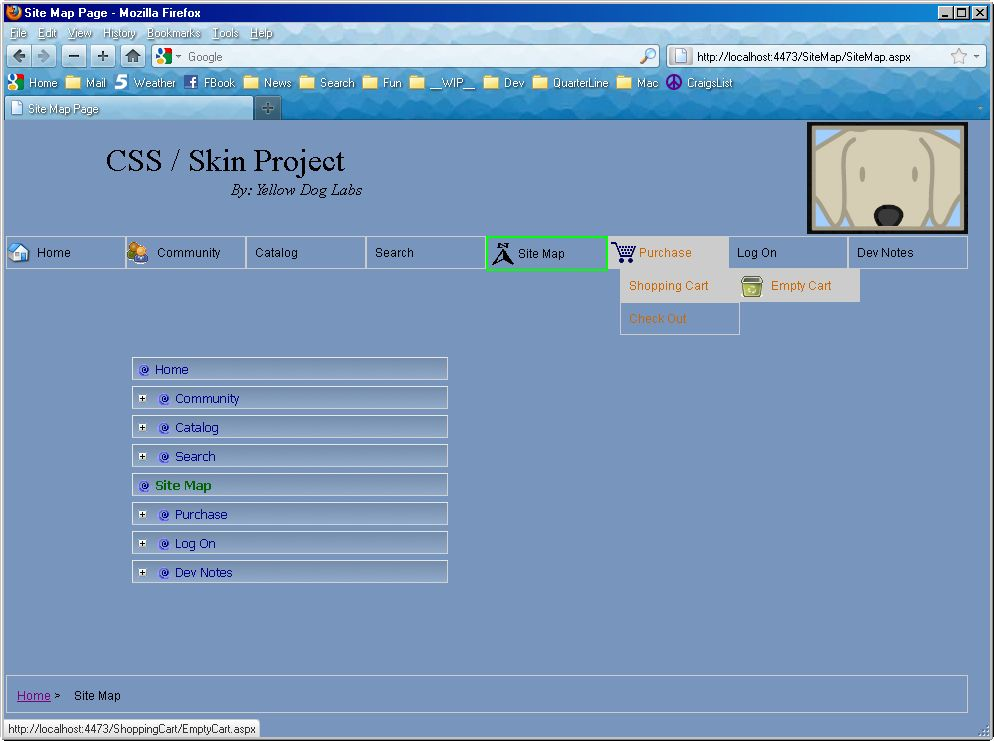 Site Map Page - Mozilla Firefox
File Edit View History Bookmarks Tools Help
Google http://localhost:4473/SiteMap/SiteMap.aspx
Home Mail Weather FBook News Search Fun __WIP__ Dev QuarterLine Mac CraigsList
Site Map Page
CSS / Skin Project
By: Yellow Dog Labs
Home Community Catalog Search Site Map Purchase Log On Dev Notes
Shopping Cart Empty Cart
Check Out
Home
Community
Catalog
Search
Site Map
Purchase
Log On
Dev Notes
Home > Site Map
http://localhost:4473/ShoppingCart/EmptyCart.aspx